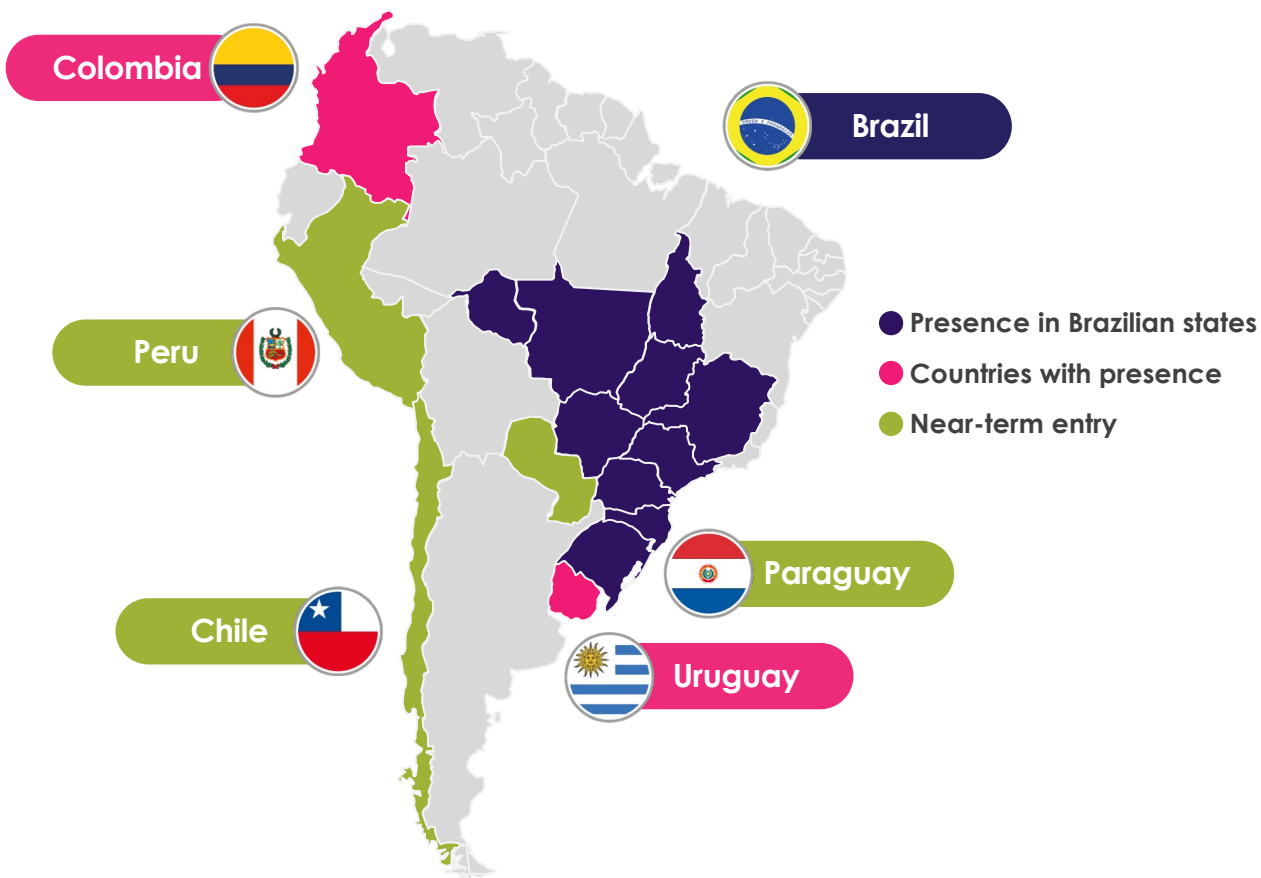 Colombia
Brazil
Presence in Brazilian states
Peru
Countries with presence
Near-term entry
Paraguay
Chile
Uruguay